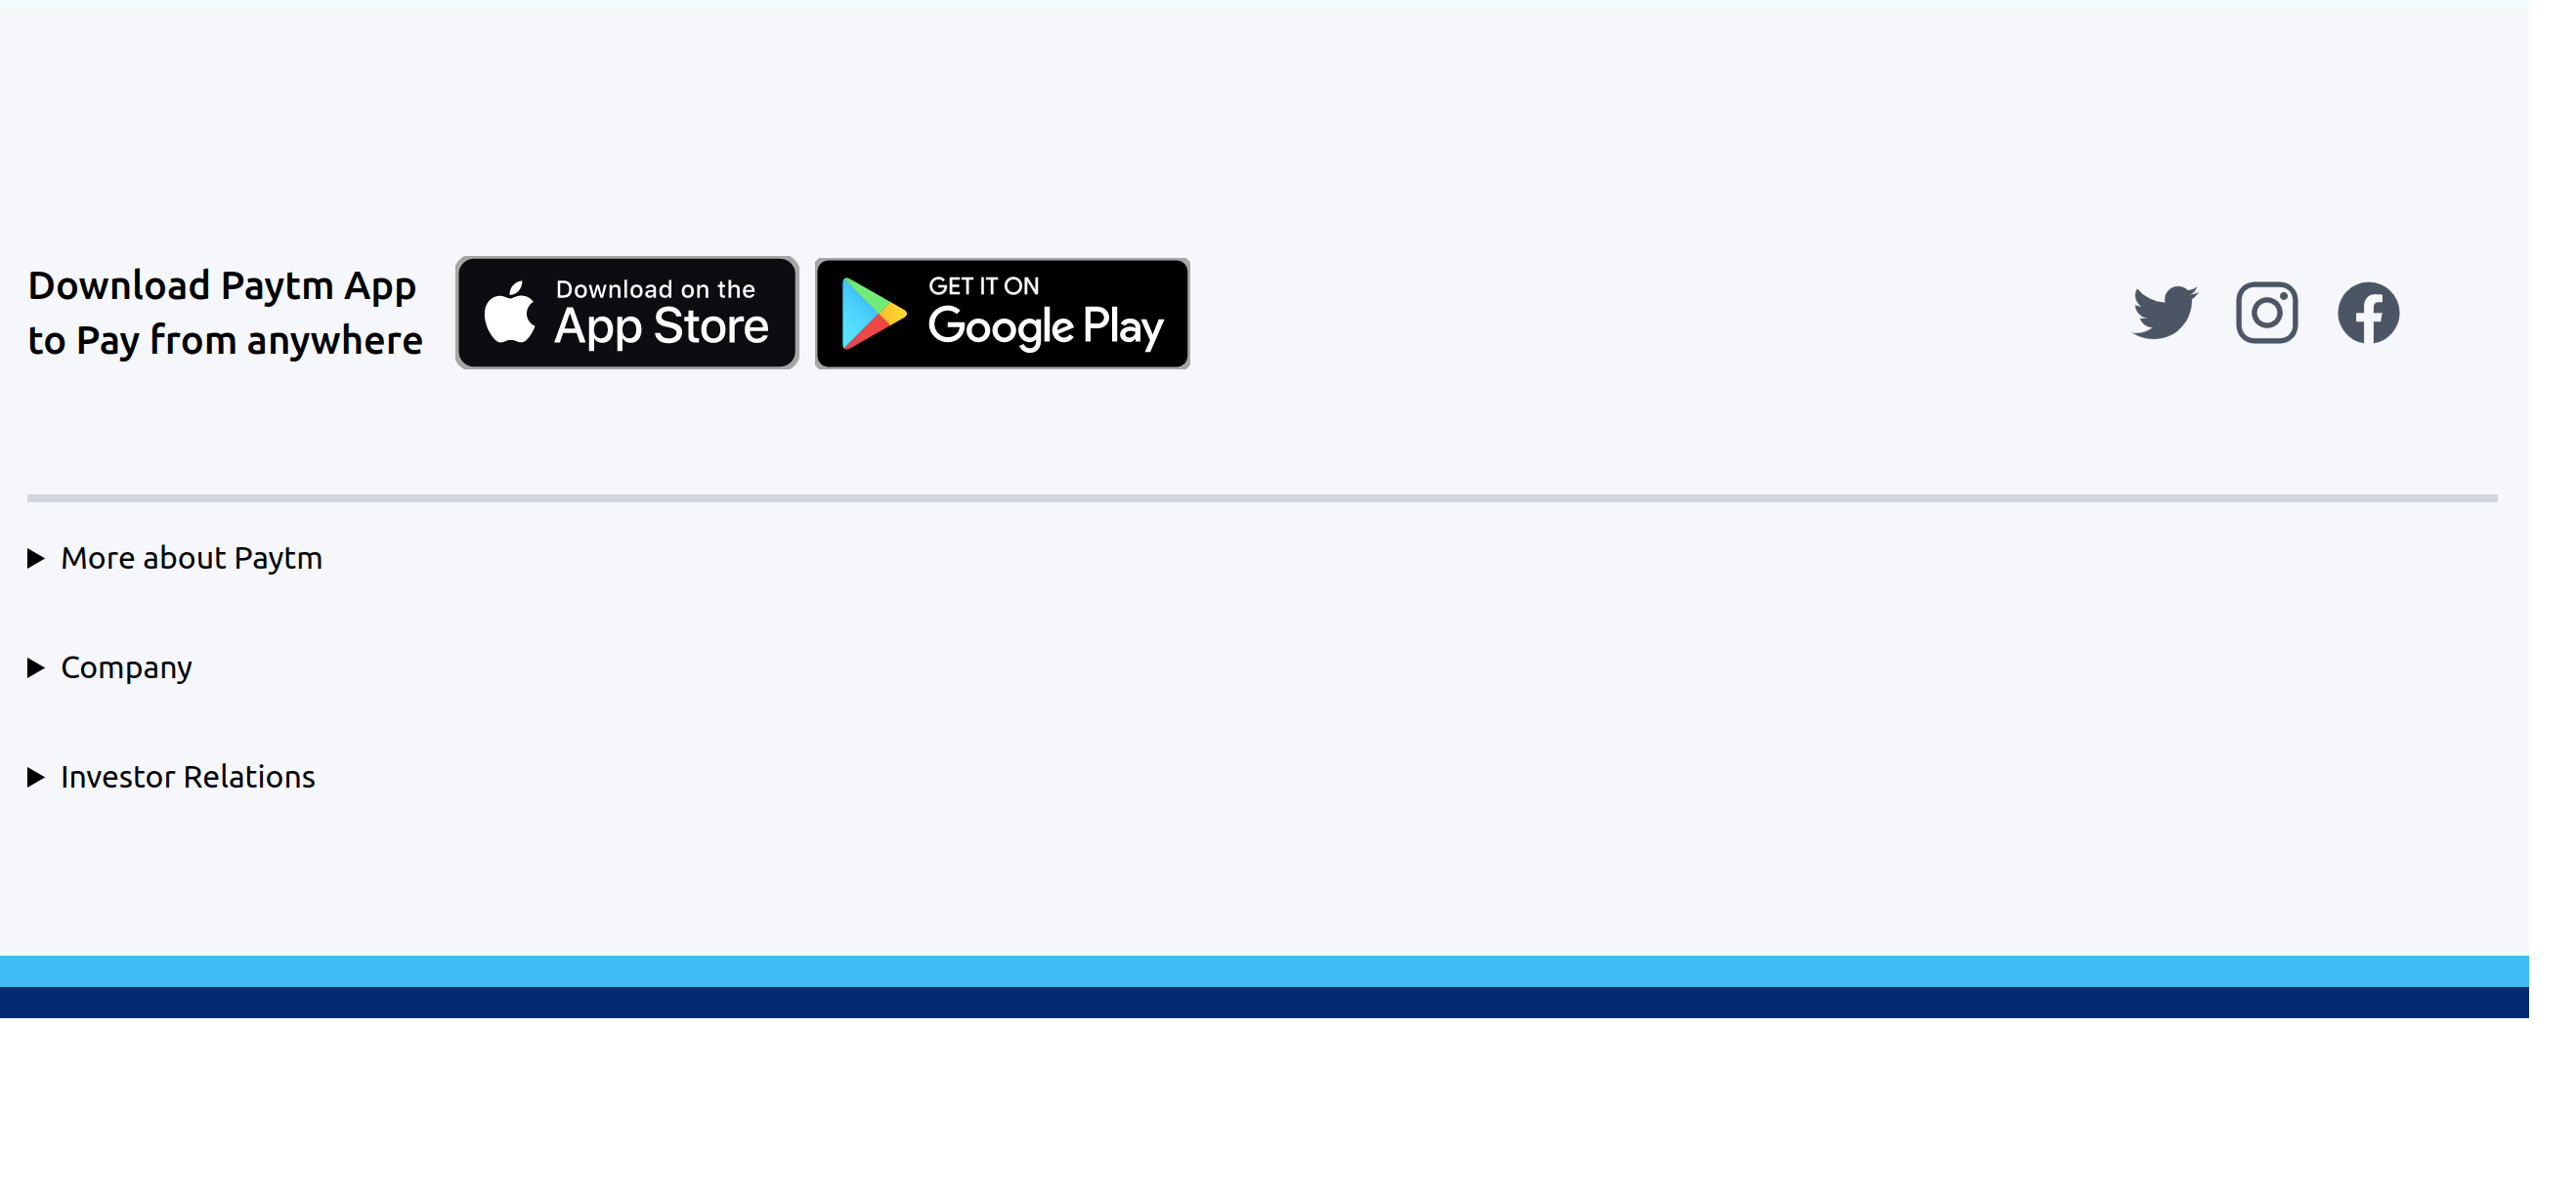 Download Paytm App
to Pay from anywhere
Download on the
App Store
GET IT ON
Google Play
More about Paytm
Company
Investor Relations